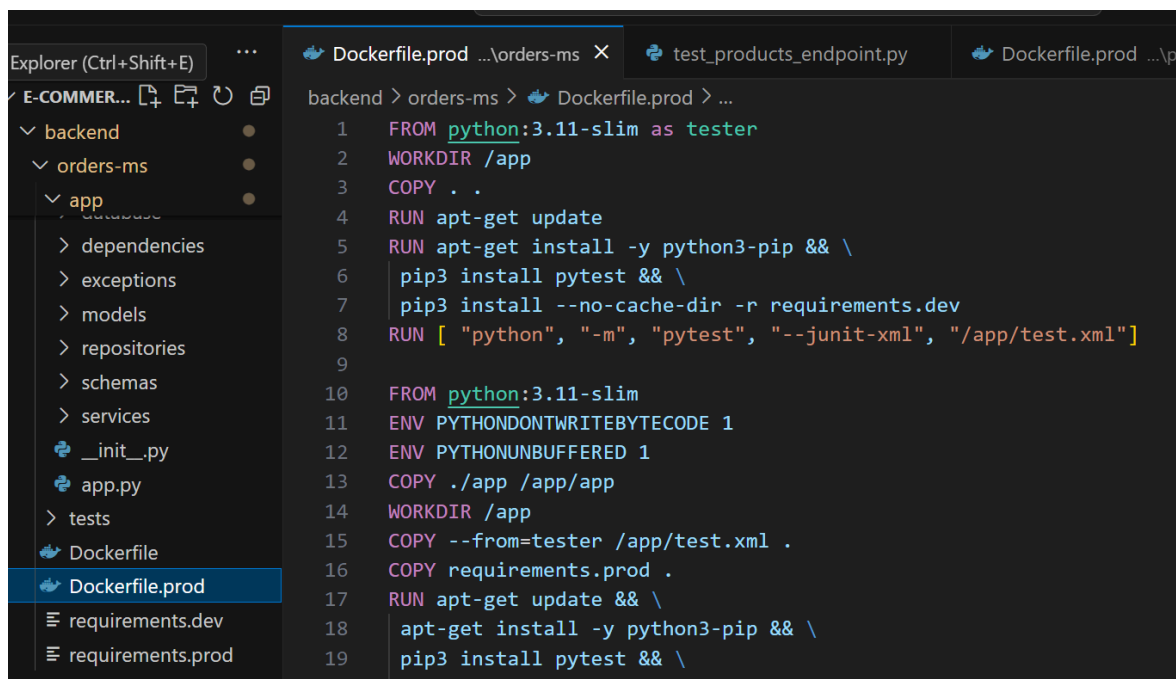 Explorer (Ctrl+Shift+E)
E-COMMER...
backend
orders-ms
app
dependencies
exceptions
models
repositories
schemas
services
__init__.py
app.py
tests
Dockerfile
Dockerfile.prod
requirements.dev
requirements.prod
Dockerfile.prod ...\orders-ms
test_products_endpoint.py
Dockerfile.prod ...\p
backend > orders-ms > Dockerfile.prod > ...
1 FROM python:3.11-slim as tester
2 WORKDIR /app
3 COPY . .
4 RUN apt-get update
5 RUN apt-get install -y python3-pip && \
6 pip3 install pytest && \
7 pip3 install --no-cache-dir -r requirements.dev
8 RUN [ "python", "-m", "pytest", "--junit-xml", "/app/test.xml"]
9
10 FROM python:3.11-slim
11 ENV PYTHONDONTWRITEBYTECODE 1
12 ENV PYTHONUNBUFFERED 1
13 COPY ./app /app/app
14 WORKDIR /app
15 COPY --from=tester /app/test.xml .
16 COPY requirements.prod .
17 RUN apt-get update && \
18 apt-get install -y python3-pip && \
19 pip3 install pytest && \